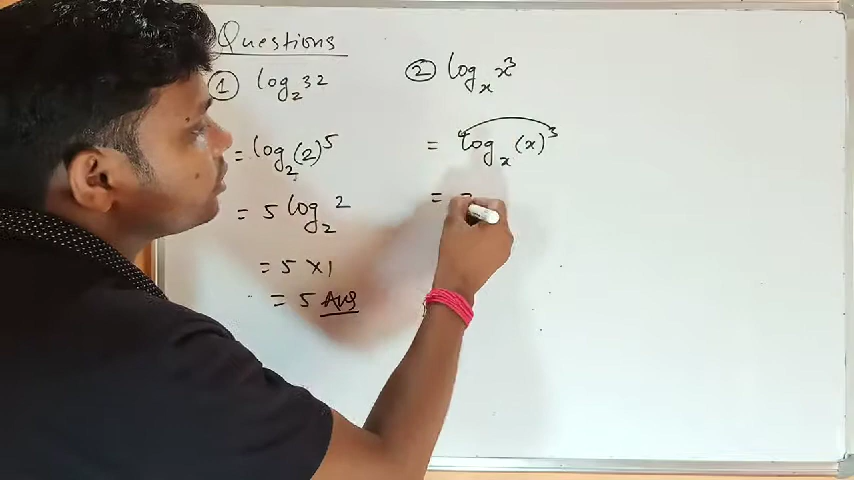 Questions
① log₂32
= log₂(2)⁵
= 5 log₂2
= 5 × 1
= 5 Ans
② logₓx³
= logₓ(x)³
=